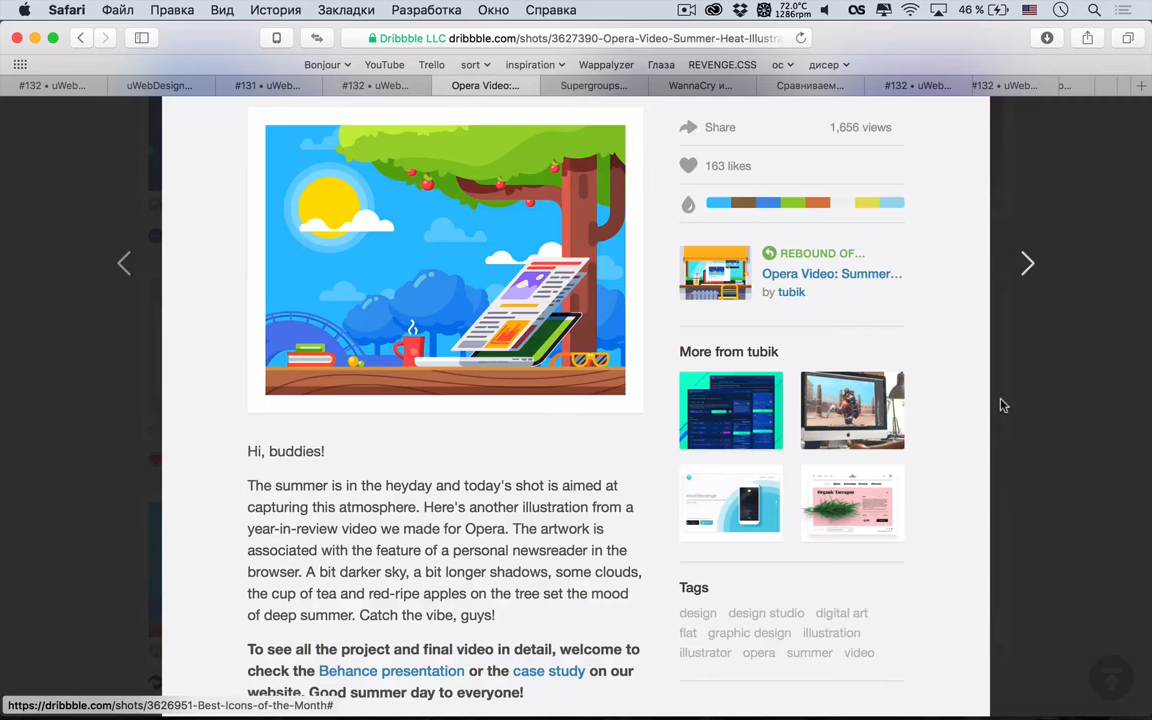 Safari Файл Правка Вид История Закладки Разработка Окно Справка 72.0°C 1286rpm 46 %
Dribbble LLC dribbble.com/shots/3627390-Opera-Video-Summer-Heat-Illustra
Bonjour YouTube Trello sort inspiration Wappalyzer Глаза REVENGE.CSS ос дисер
#132 • uWeb... uWebDesign... #131 • uWeb... #132 • uWeb... Opera Video:... Supergroups... WannaCry и... Сравниваем... #132 • uWeb... #132 • uWeb...
Share 1,656 views
163 likes
REBOUND OF...
Opera Video: Summer...
by tubik
More from tubik
Hi, buddies!
The summer is in the heyday and today's shot is aimed at
capturing this atmosphere. Here's another illustration from a
year-in-review video we made for Opera. The artwork is
associated with the feature of a personal newsreader in the
browser. A bit darker sky, a bit longer shadows, some clouds,
the cup of tea and red-ripe apples on the tree set the mood
of deep summer. Catch the vibe, guys!
To see all the project and final video in detail, welcome to
check the Behance presentation or the case study on our
website. Good summer day to everyone!
Organic Tarragon
Tags
design design studio digital art
flat graphic design illustration
illustrator opera summer video
https://dribbble.com/shots/3626951-Best-Icons-of-the-Month#